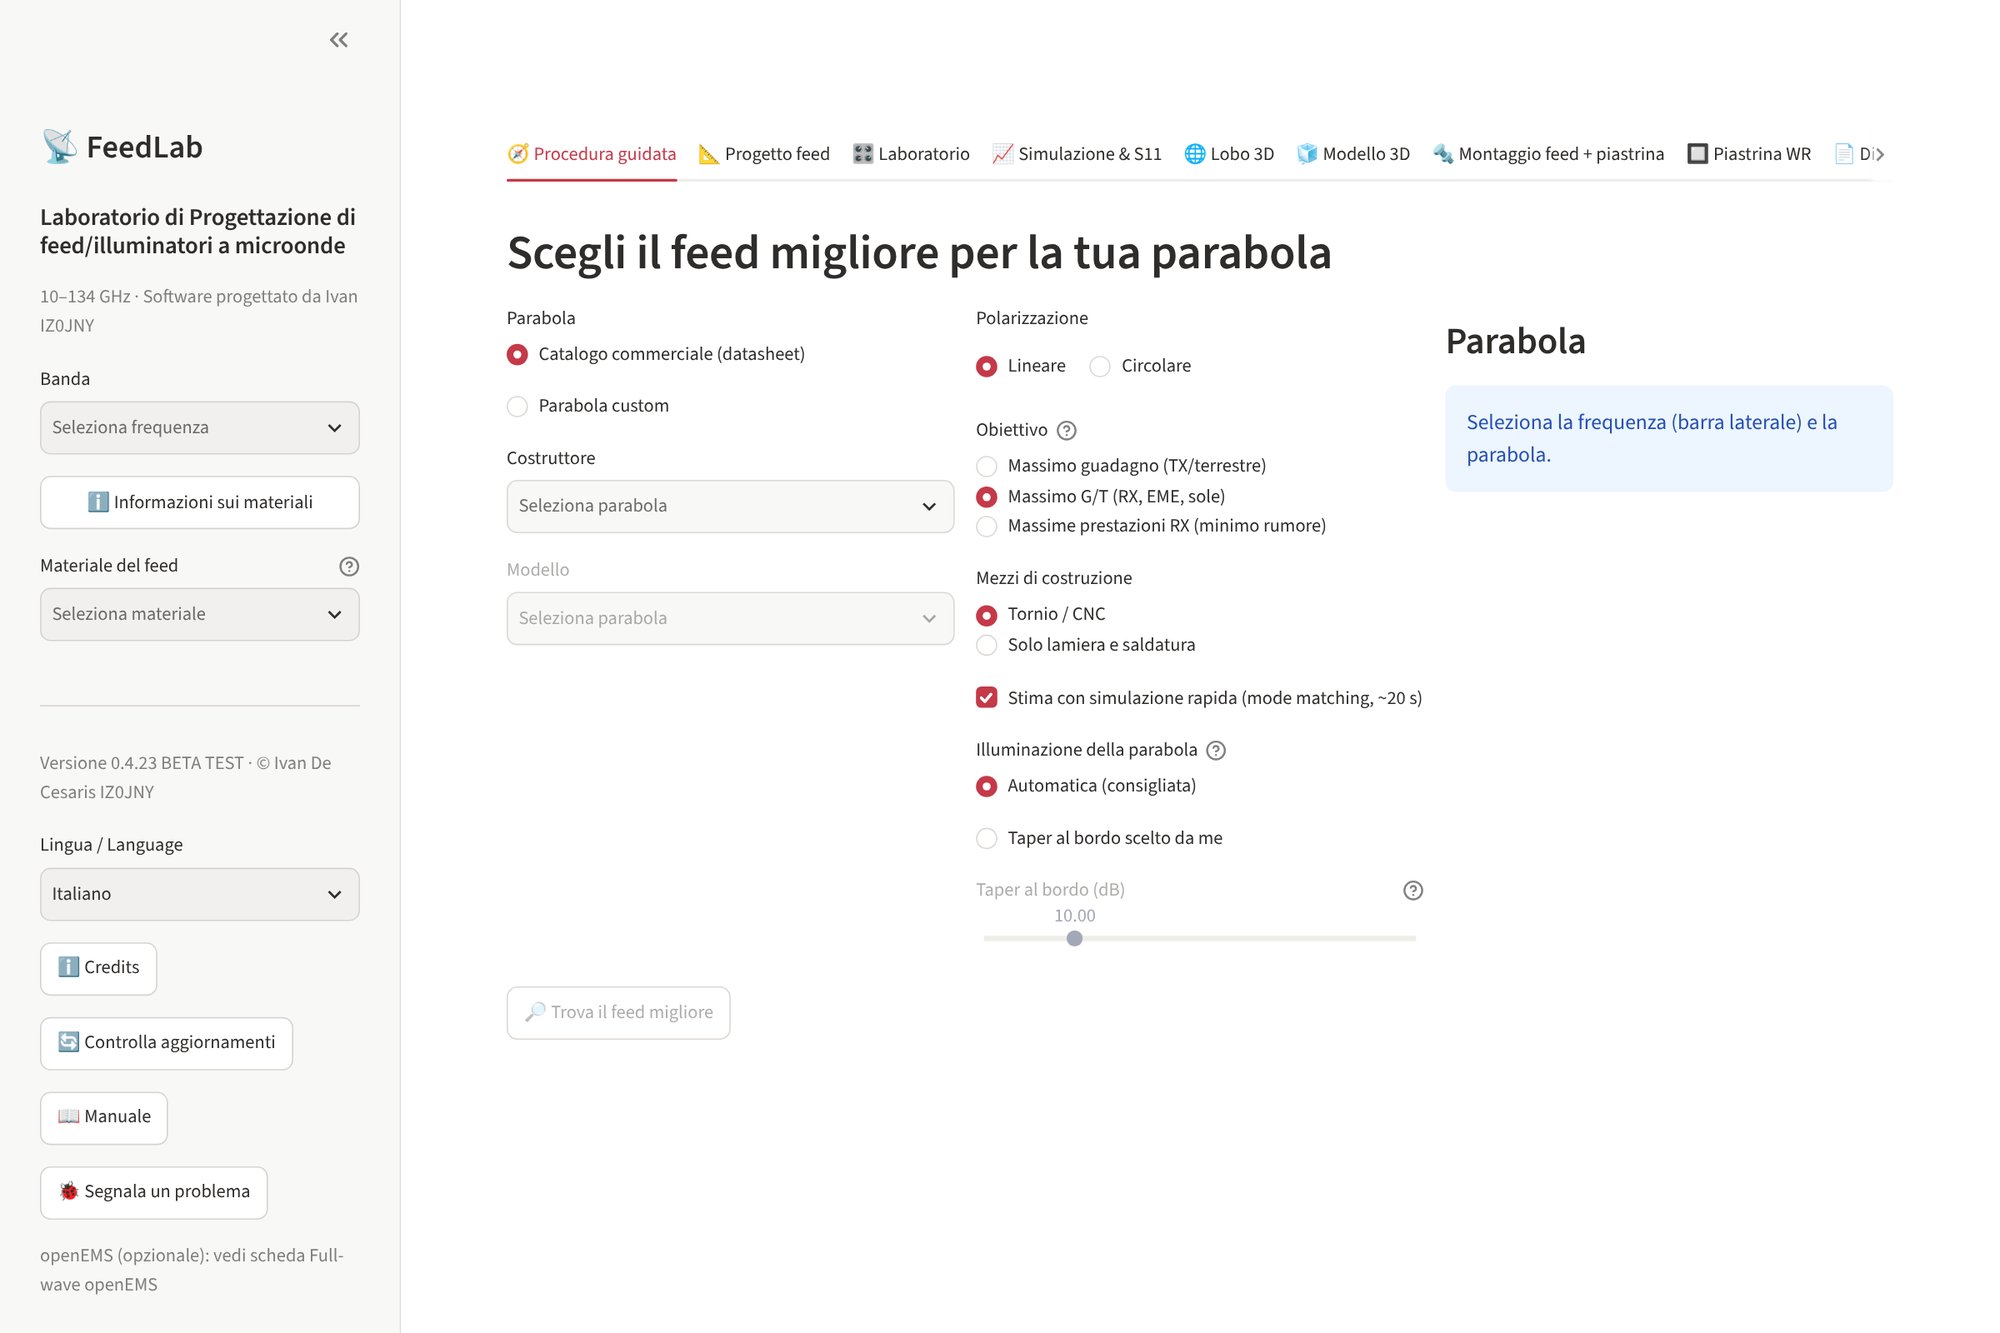 FeedLab
Laboratorio di Progettazione di
feed/illuminatori a microonde
10–134 GHz · Software progettato da Ivan
IZ0JNY
Banda
Seleziona frequenza
Informazioni sui materiali
Materiale del feed
Seleziona materiale
Versione 0.4.23 BETA TEST · © Ivan De
Cesaris IZ0JNY
Lingua / Language
Italiano
Credits
Controlla aggiornamenti
Manuale
Segnala un problema
openEMS (opzionale): vedi scheda Full-
wave openEMS
Procedura guidata
Progetto feed
Laboratorio
Simulazione & S11
Lobo 3D
Modello 3D
Montaggio feed + piastrina
Piastrina WR
Scegli il feed migliore per la tua parabola
Parabola
Catalogo commerciale (datasheet)
Parabola custom
Costruttore
Seleziona parabola
Modello
Seleziona parabola
Trova il feed migliore
Polarizzazione
Lineare
Circolare
Obiettivo
Massimo guadagno (TX/terrestre)
Massimo G/T (RX, EME, sole)
Massime prestazioni RX (minimo rumore)
Mezzi di costruzione
Tornio / CNC
Solo lamiera e saldatura
Stima con simulazione rapida (mode matching, ~20 s)
Illuminazione della parabola
Automatica (consigliata)
Taper al bordo scelto da me
Taper al bordo (dB)
10.00
Parabola
Seleziona la frequenza (barra laterale) e la
parabola.